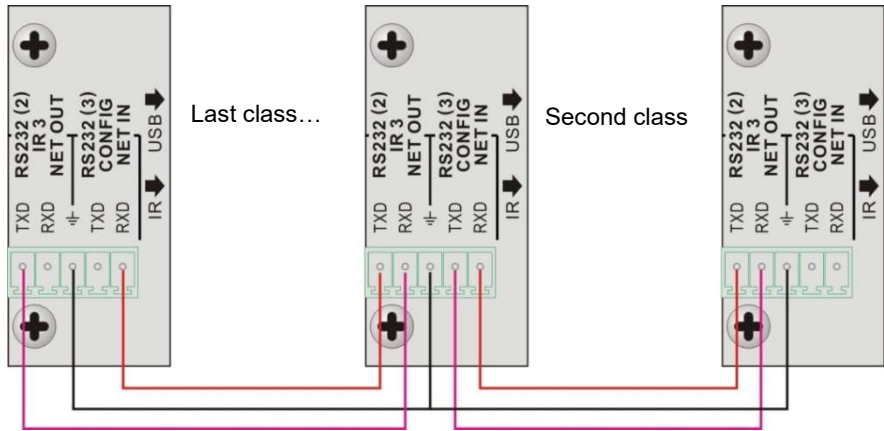 RS232 (2)
IR 3
NET OUT
RS232 (3)
CONFIG
NET IN
USB
IR
TXD
RXD
TXD
RXD
Last class…
RS232 (2)
IR 3
NET OUT
RS232 (3)
CONFIG
NET IN
USB
IR
TXD
RXD
TXD
RXD
Second class
RS232 (2)
IR 3
NET OUT
RS232 (3)
CONFIG
NET IN
USB
IR
TXD
RXD
TXD
RXD